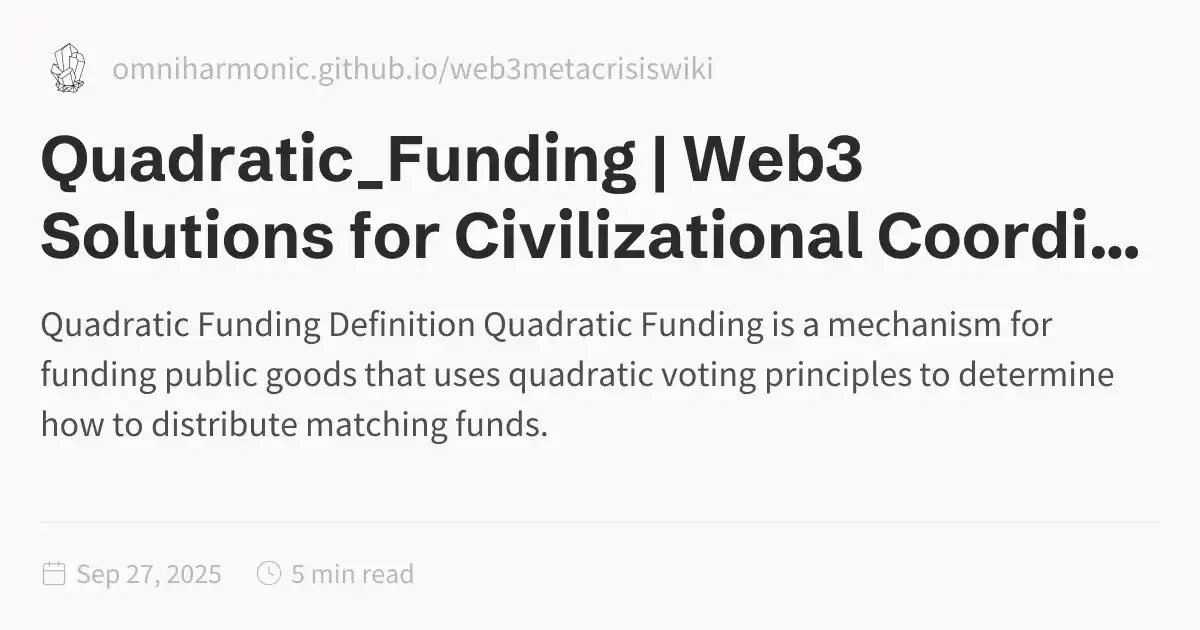 omniharmonic.github.io/web3metacrisiswiki
Quadratic_Funding | Web3
Solutions for Civilizational Coordi...
Quadratic Funding Definition Quadratic Funding is a mechanism for
funding public goods that uses quadratic voting principles to determine
how to distribute matching funds.
Sep 27, 2025 5 min read